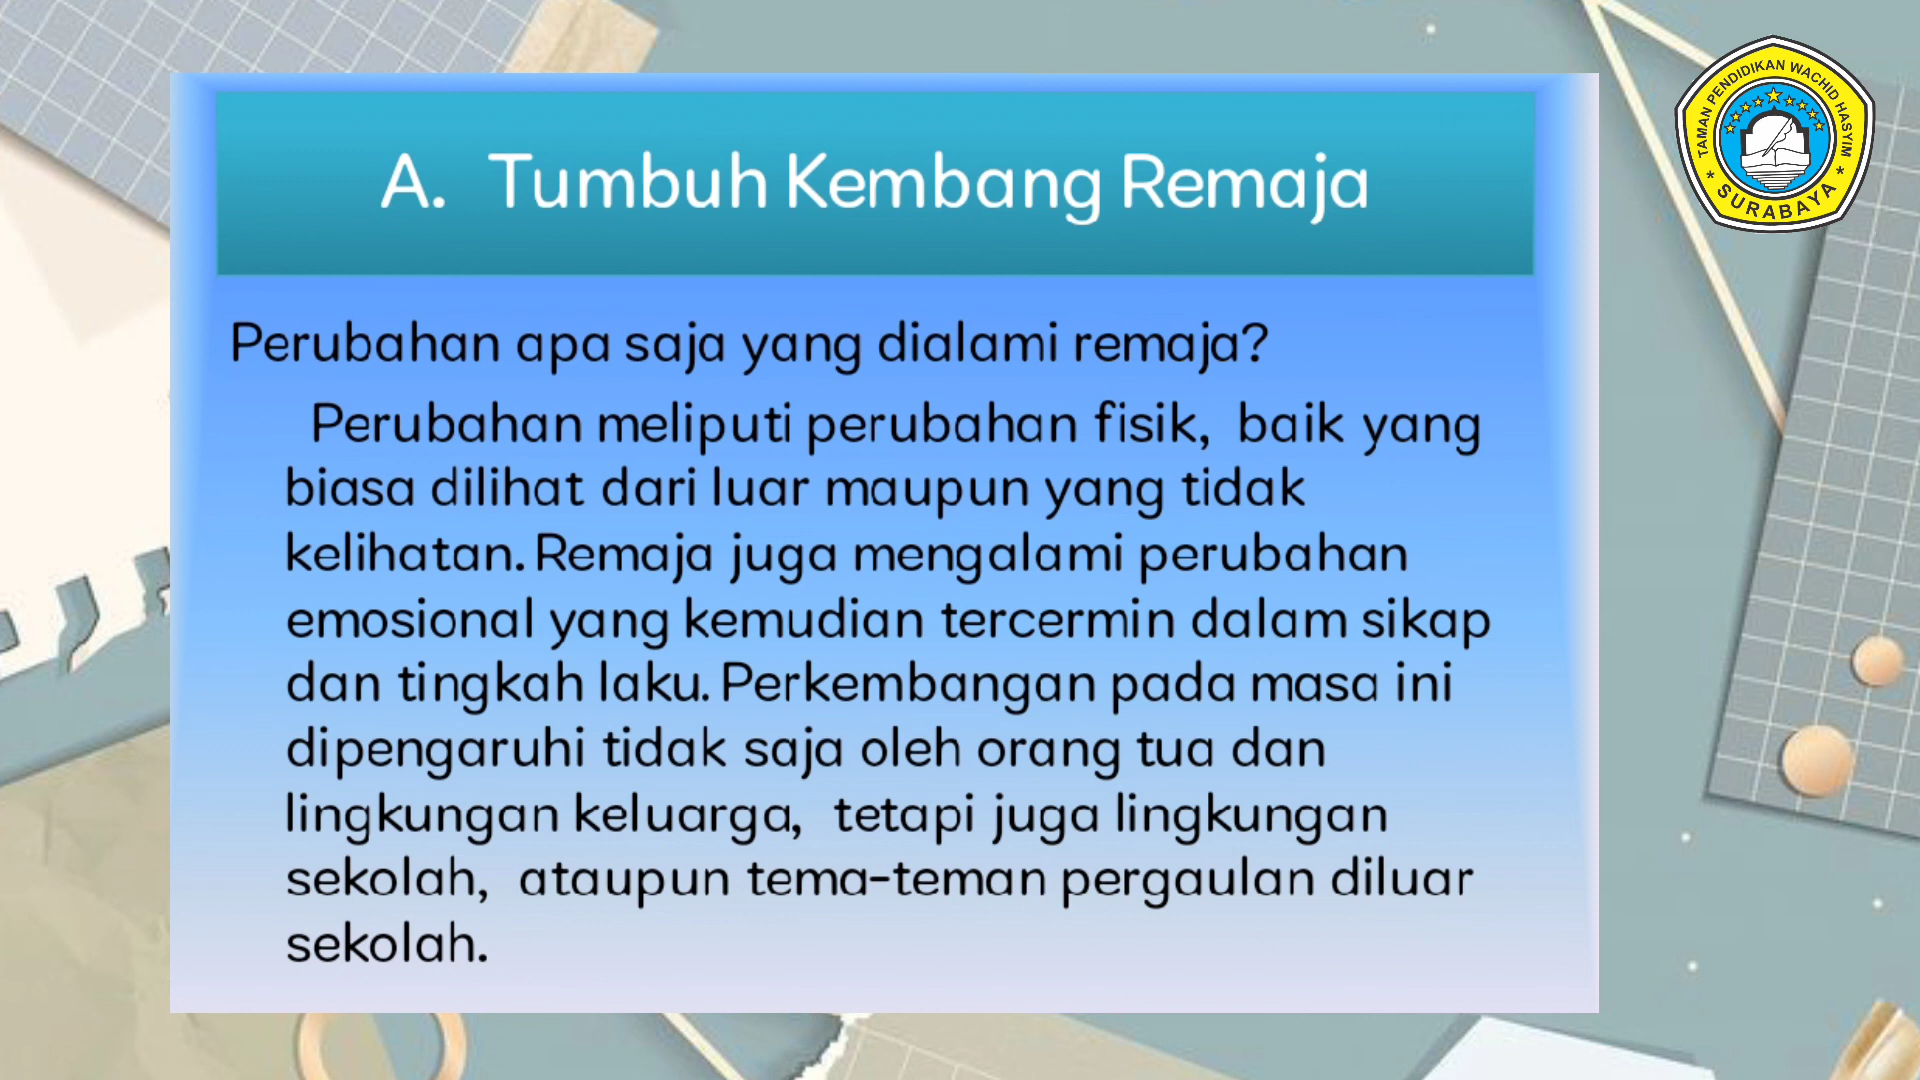 A. Tumbuh Kembang Remaja
Perubahan apa saja yang dialami remaja?
Perubahan meliputi perubahan fisik, baik yang
biasa dilihat dari luar maupun yang tidak
kelihatan. Remaja juga mengalami perubahan
emosional yang kemudian tercermin dalam sikap
dan tingkah laku. Perkembangan pada masa ini
dipengaruhi tidak saja oleh orang tua dan
lingkungan keluarga, tetapi juga lingkungan
sekolah, ataupun tema-teman pergaulan diluar
sekolah.
TAMAN PENDIDIKAN WACHID HASYIM
* SURABAYA *